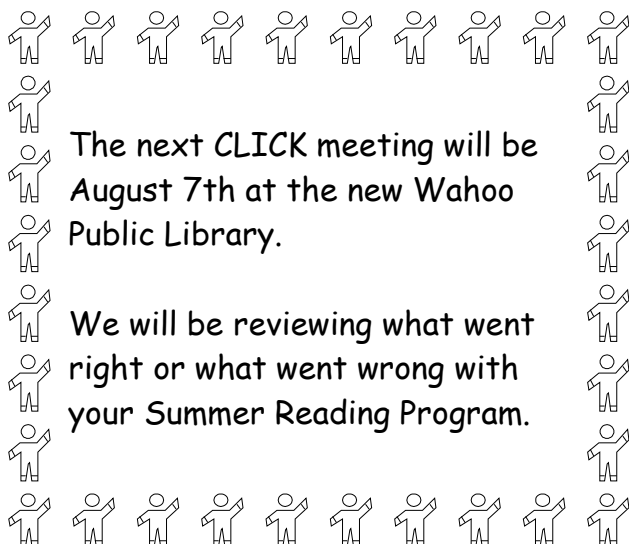 The next CLICK meeting will be
August 7th at the new Wahoo
Public Library.
We will be reviewing what went
right or what went wrong with
your Summer Reading Program.